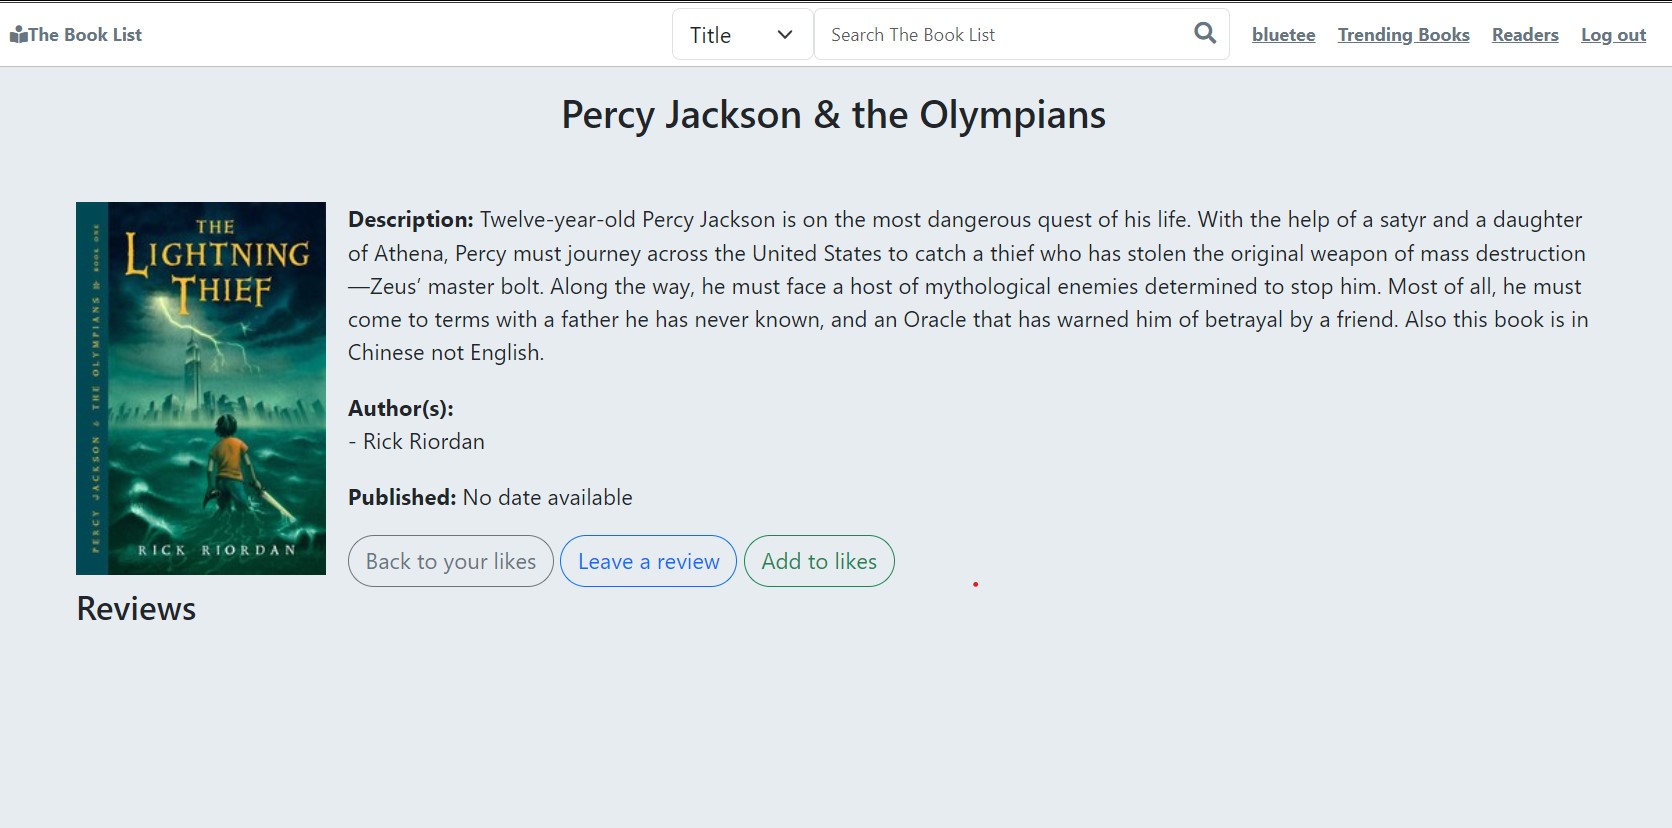 The Book List
Title
Search The Book List
bluetee
Trending Books
Readers
Log out
Percy Jackson & the Olympians
PERCY JACKSON & THE OLYMPIANS BOOK ONE
THE
LIGHTNING
THIEF
RICK RIORDAN
Description: Twelve-year-old Percy Jackson is on the most dangerous quest of his life. With the help of a satyr and a daughter
of Athena, Percy must journey across the United States to catch a thief who has stolen the original weapon of mass destruction
—Zeus’ master bolt. Along the way, he must face a host of mythological enemies determined to stop him. Most of all, he must
come to terms with a father he has never known, and an Oracle that has warned him of betrayal by a friend. Also this book is in
Chinese not English.
Author(s):
- Rick Riordan
Published: No date available
Back to your likes
Leave a review
Add to likes
Reviews